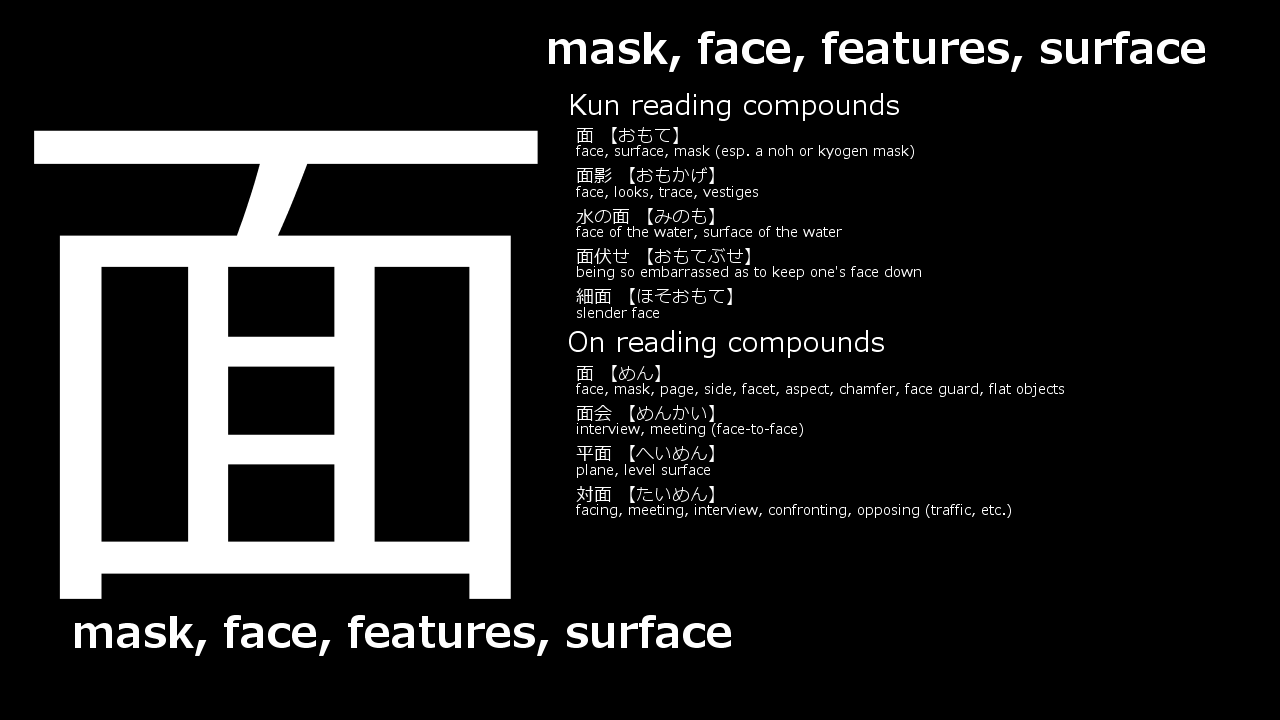 mask, face, features, surface
面
Kun reading compounds
面 【おもて】
face, surface, mask (esp. a noh or kyogen mask)
面影 【おもかげ】
face, looks, trace, vestiges
水の面 【みのも】
face of the water, surface of the water
面伏せ 【おもてぶせ】
being so embarrassed as to keep one's face down
細面 【ほそおもて】
slender face
On reading compounds
面 【めん】
face, mask, page, side, facet, aspect, chamfer, face guard, flat objects
面会 【めんかい】
interview, meeting (face-to-face)
平面 【へいめん】
plane, level surface
対面 【たいめん】
facing, meeting, interview, confronting, opposing (traffic, etc.)
mask, face, features, surface